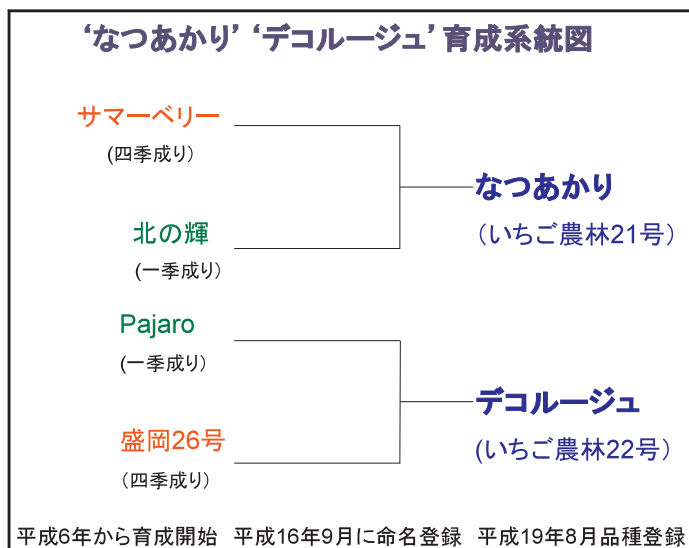 ‘なつあかり’ ‘デコルージュ’ 育成系統図
サマーベリー
(四季成り)
なつあかり
（いちご農林21号）
北の輝
(一季成り)
Pajaro
(一季成り)
デコルージュ
(いちご農林22号）
盛岡26号
（四季成り)
平成6年から育成開始 平成16年9月に命名登録 平成19年8月品種登録